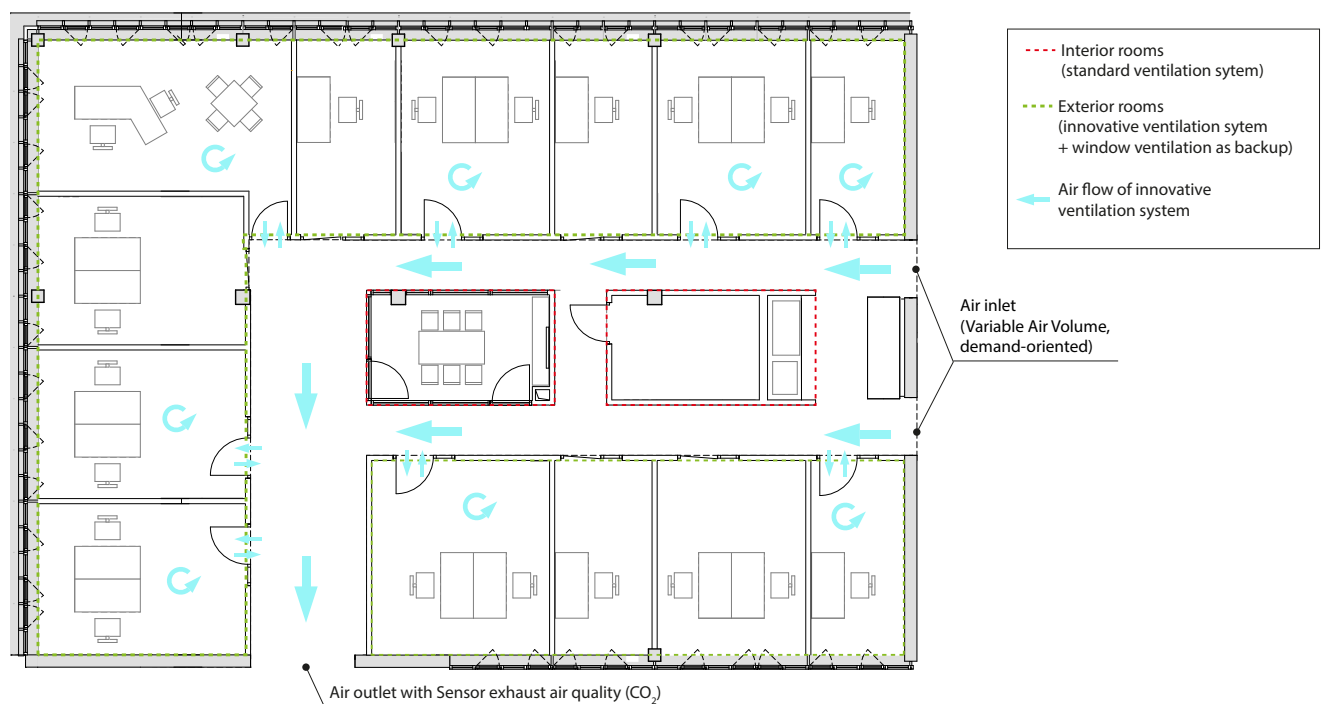 Interior rooms
(standard ventilation sytem)
Exterior rooms
(innovative ventilation sytem
+ window ventilation as backup)
Air flow of innovative
ventilation system
Air inlet
(Variable Air Volume,
demand-oriented)
Air outlet with Sensor exhaust air quality (CO₂)